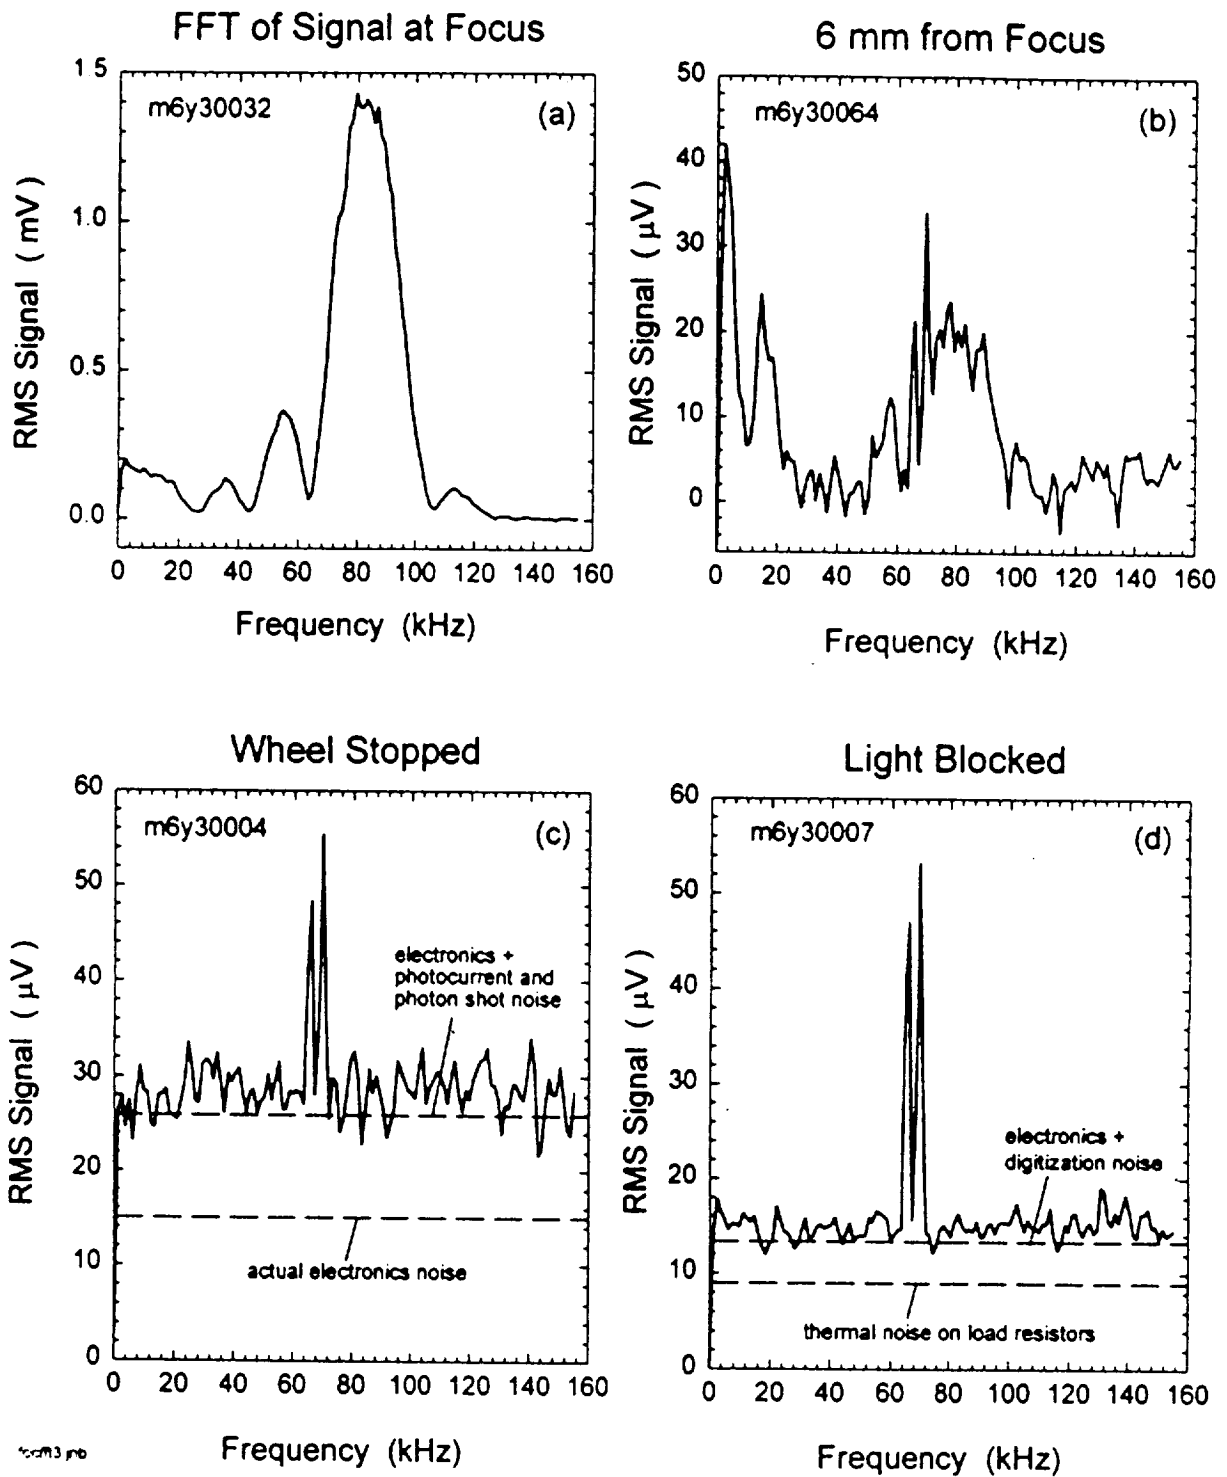 FFT of Signal at Focus
1.5
1.0
0.5
0.0
m6y30032
(a)
RMS Signal ( mV )
0 20 40 60 80 100 120 140 160
Frequency (kHz)
6 mm from Focus
50
40
30
20
10
0
m6y30064
(b)
RMS Signal ( μV )
0 20 40 60 80 100 120 140 160
Frequency (kHz)
Wheel Stopped
60
50
40
30
20
10
0
m6y30004
(c)
electronics +
photocurrent and
photon shot noise
actual electronics noise
RMS Signal ( μV )
0 20 40 60 80 100 120 140 160
Frequency (kHz)
Light Blocked
60
50
40
30
20
10
0
m6y30007
(d)
electronics +
digitization noise
thermal noise on load resistors
RMS Signal ( μV )
0 20 40 60 80 100 120 140 160
Frequency (kHz)